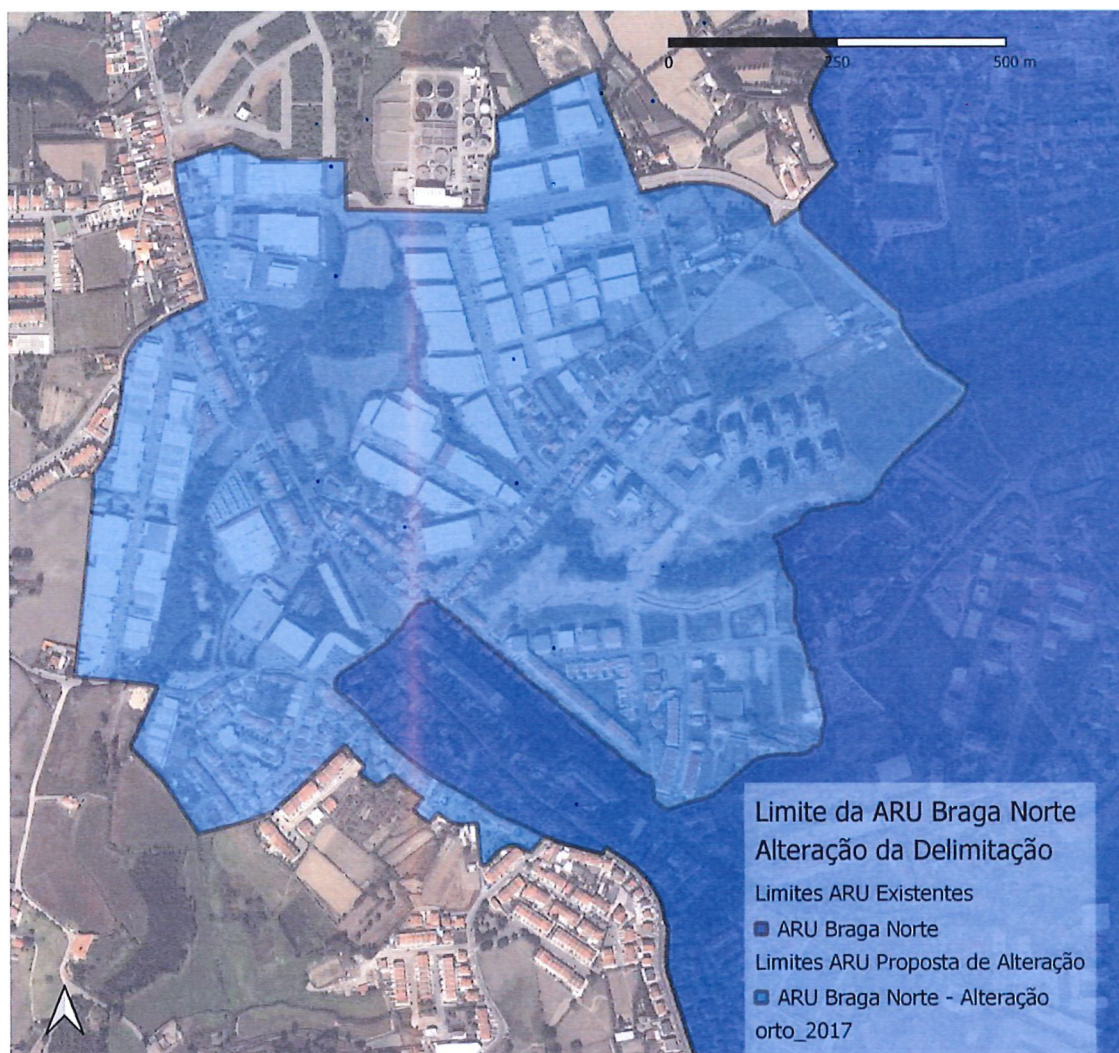 0 250 500 m
Limite da ARU Braga Norte
Alteração da Delimitação
Limites ARU Existentes
ARU Braga Norte
Limites ARU Proposta de Alteração
ARU Braga Norte - Alteração
orto_2017